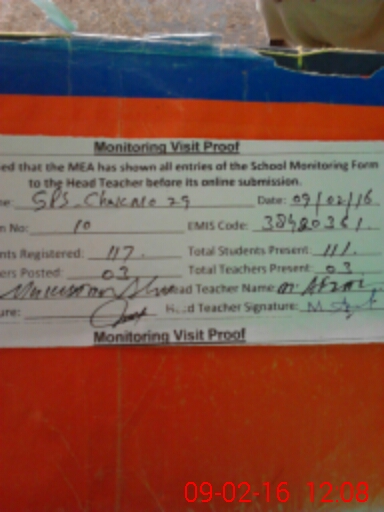 Monitoring Visit Proof
ed that the MEA has shown all entries of the School Monitoring Form
to the Head Teacher before its online submission.
ne: SPS Chak No 29 Date: 09/02/16
n No: 10 EMIS Code: 38420361.
nts Registered: 117. Total Students Present: 111.
ers Posted: 03 Total Teachers Present: 03
ead Teacher Name: M.
ure: H...d Teacher Signature:
Monitoring Visit Proof
09-02-16 12:08